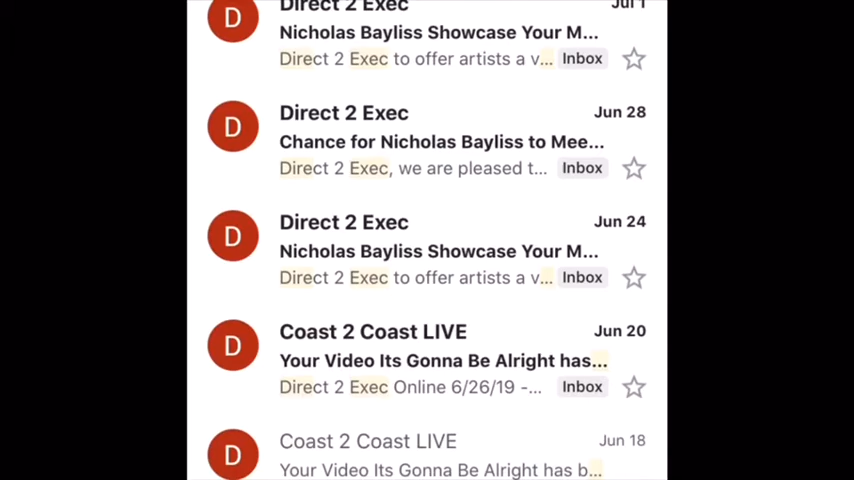 D
Direct 2 Exec
Jul 1
Nicholas Bayliss Showcase Your M...
Direct 2 Exec to offer artists a v... Inbox
D
Direct 2 Exec
Jun 28
Chance for Nicholas Bayliss to Mee...
Direct 2 Exec, we are pleased t... Inbox
D
Direct 2 Exec
Jun 24
Nicholas Bayliss Showcase Your M...
Direct 2 Exec to offer artists a v... Inbox
D
Coast 2 Coast LIVE
Jun 20
Your Video Its Gonna Be Alright has...
Direct 2 Exec Online 6/26/19 -... Inbox
D
Coast 2 Coast LIVE
Jun 18
Your Video Its Gonna Be Alright has b...